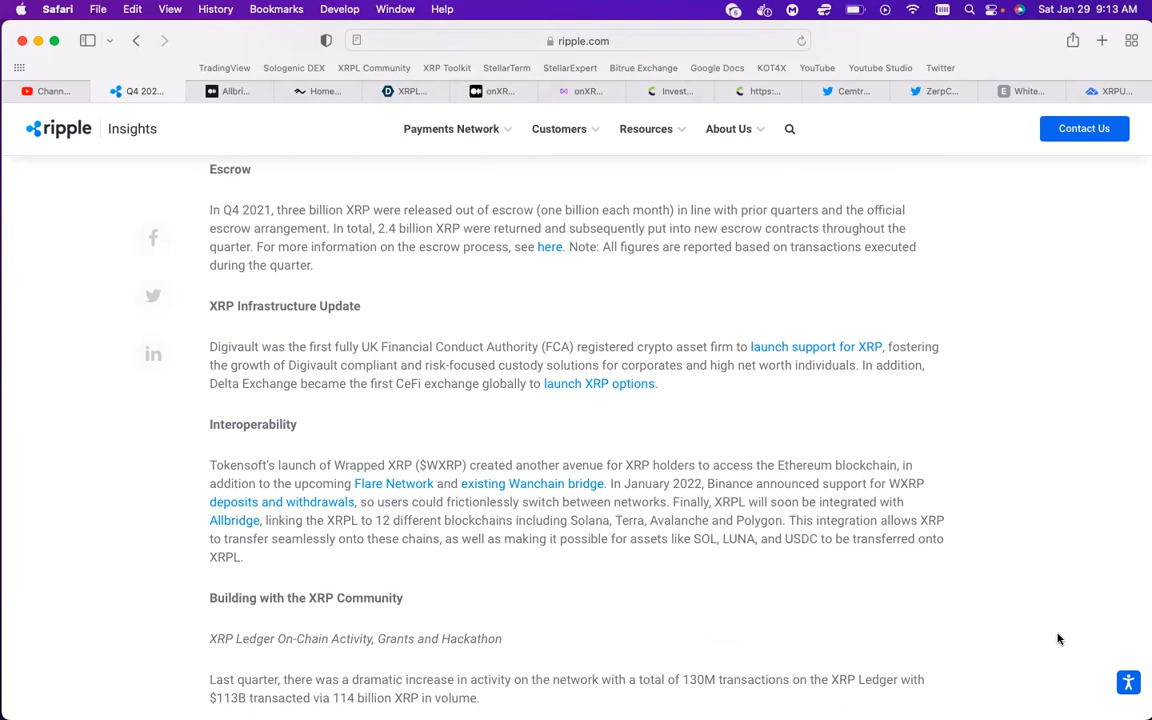 Safari File Edit View History Bookmarks Develop Window Help Sat Jan 29 9:13 AM
ripple.com
TradingView Sologenic DEX XRPL Community XRP Toolkit StellarTerm StellarExpert Bitrue Exchange Google Docs KOT4X YouTube Youtube Studio Twitter
Chann... Q4 202... Allbri... Home... XRPL... onXR... onXR... Invest... https:... Cemtr... ZerpC... White... XRPU...
ripple Insights Payments Network Customers Resources About Us Contact Us
Escrow
In Q4 2021, three billion XRP were released out of escrow (one billion each month) in line with prior quarters and the official
escrow arrangement. In total, 2.4 billion XRP were returned and subsequently put into new escrow contracts throughout the
quarter. For more information on the escrow process, see here. Note: All figures are reported based on transactions executed
during the quarter.
XRP Infrastructure Update
Digivault was the first fully UK Financial Conduct Authority (FCA) registered crypto asset firm to launch support for XRP, fostering
the growth of Digivault compliant and risk-focused custody solutions for corporates and high net worth individuals. In addition,
Delta Exchange became the first CeFi exchange globally to launch XRP options.
Interoperability
Tokensoft's launch of Wrapped XRP ($WXRP) created another avenue for XRP holders to access the Ethereum blockchain, in
addition to the upcoming Flare Network and existing Wanchain bridge. In January 2022, Binance announced support for WXRP
deposits and withdrawals, so users could frictionlessly switch between networks. Finally, XRPL will soon be integrated with
Allbridge, linking the XRPL to 12 different blockchains including Solana, Terra, Avalanche and Polygon. This integration allows XRP
to transfer seamlessly onto these chains, as well as making it possible for assets like SOL, LUNA, and USDC to be transferred onto
XRPL.
Building with the XRP Community
XRP Ledger On-Chain Activity, Grants and Hackathon
Last quarter, there was a dramatic increase in activity on the network with a total of 130M transactions on the XRP Ledger with
$113B transacted via 114 billion XRP in volume.